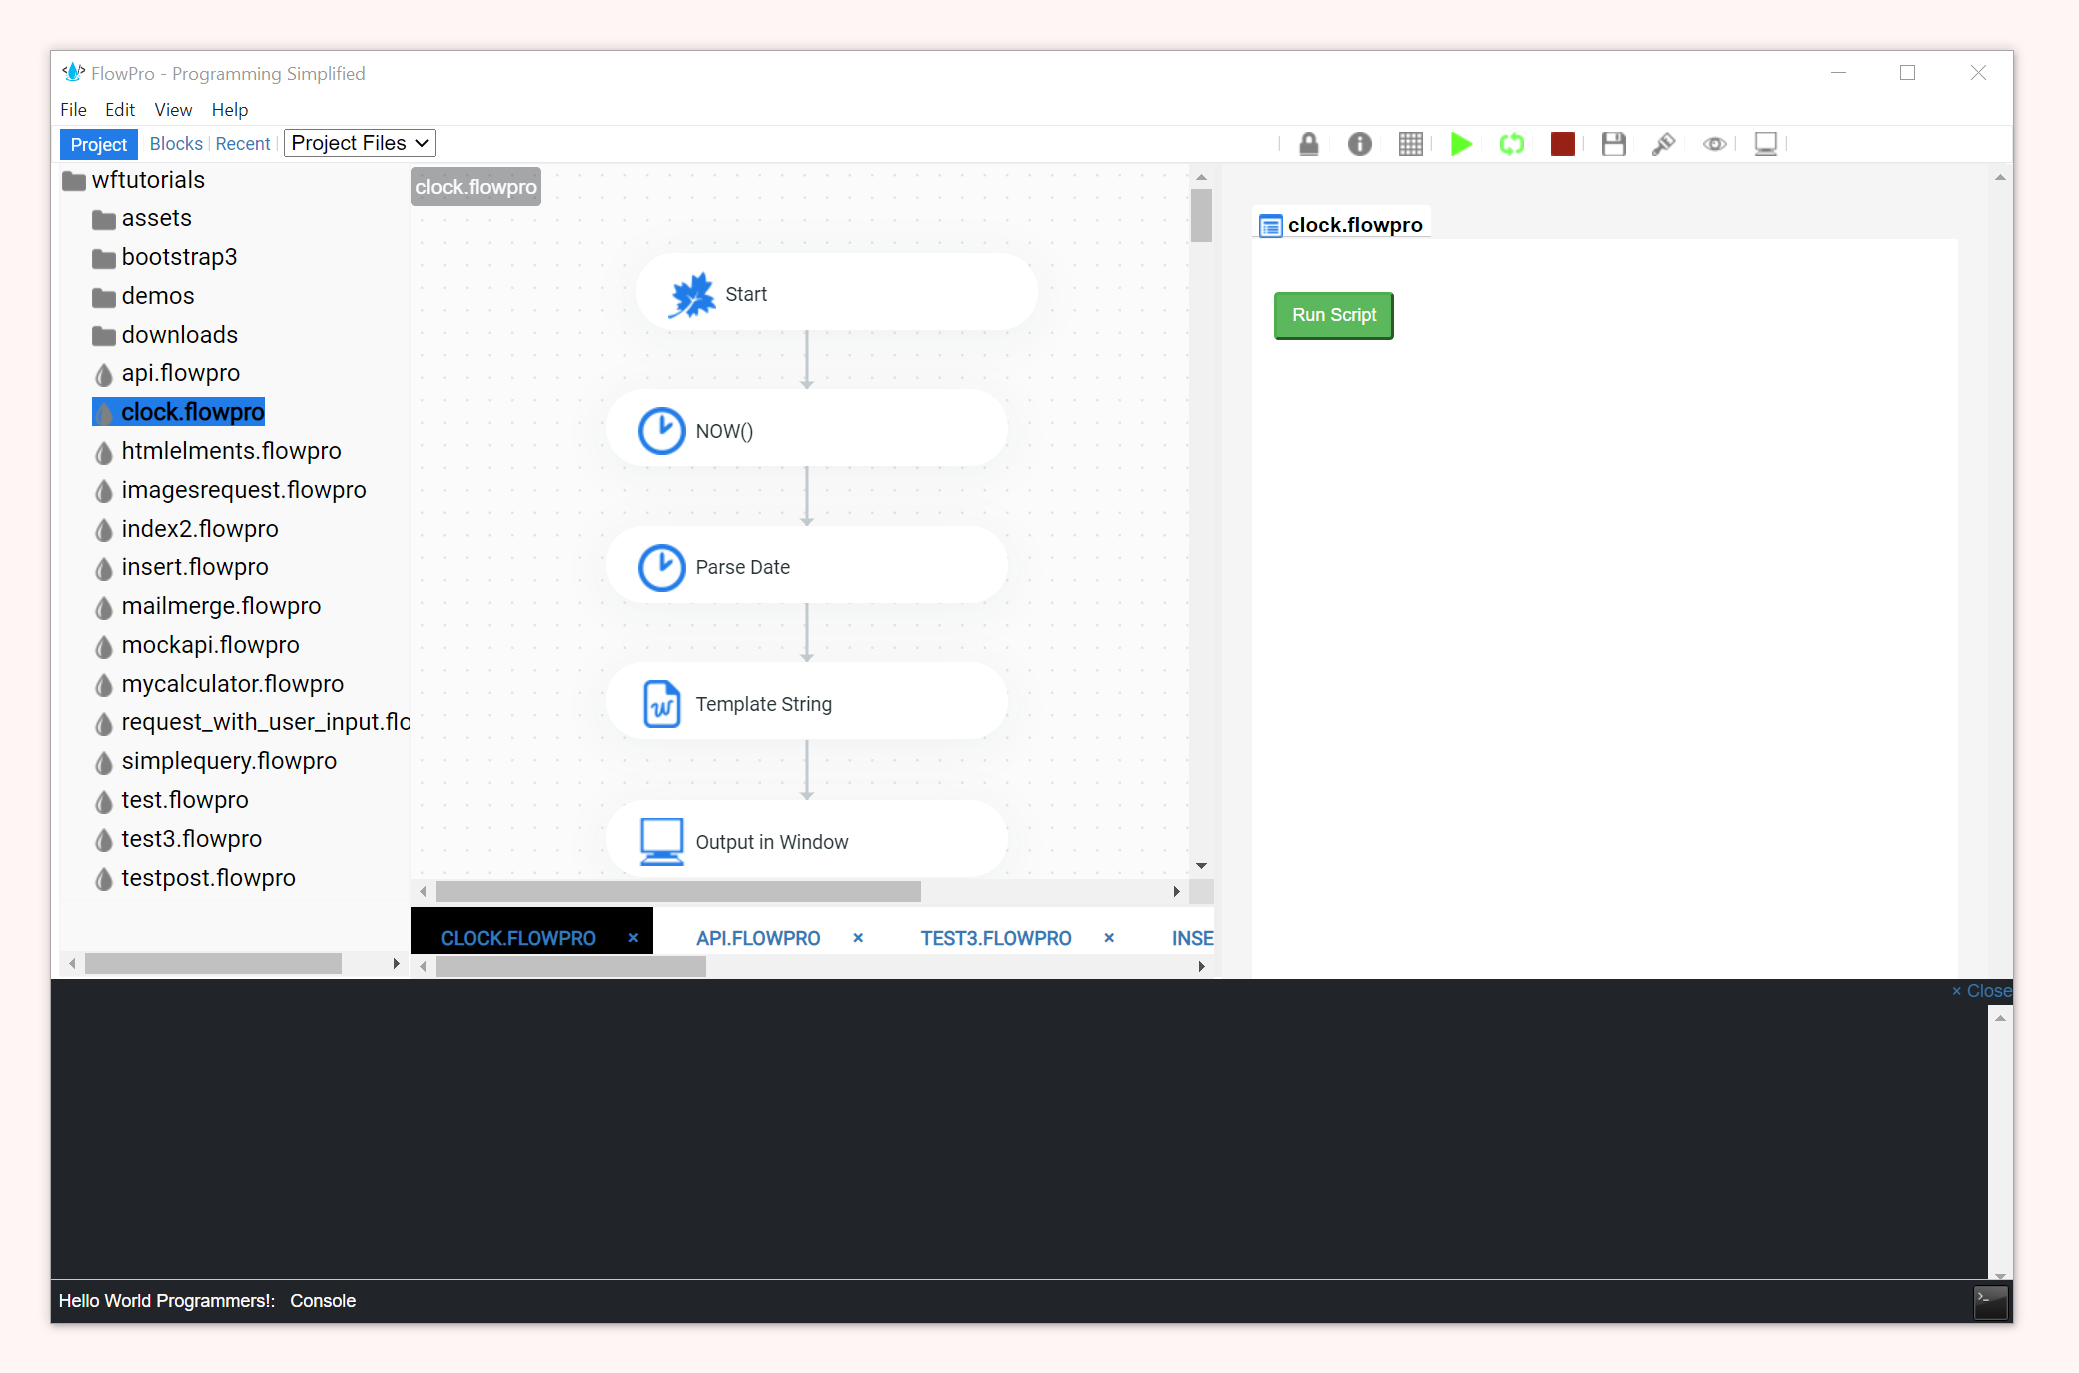 FlowPro - Programming Simplified
File Edit View Help
Project Blocks Recent Project Files
wftutorials
assets
bootstrap3
demos
downloads
api.flowpro
clock.flowpro
htmlelments.flowpro
imagesrequest.flowpro
index2.flowpro
insert.flowpro
mailmerge.flowpro
mockapi.flowpro
mycalculator.flowpro
request_with_user_input.flo
simplequery.flowpro
test.flowpro
test3.flowpro
testpost.flowpro
clock.flowpro
Start
NOW()
Parse Date
Template String
Output in Window
CLOCK.FLOWPRO × API.FLOWPRO × TEST3.FLOWPRO × INSE
clock.flowpro
Run Script
× Close
Hello World Programmers!: Console